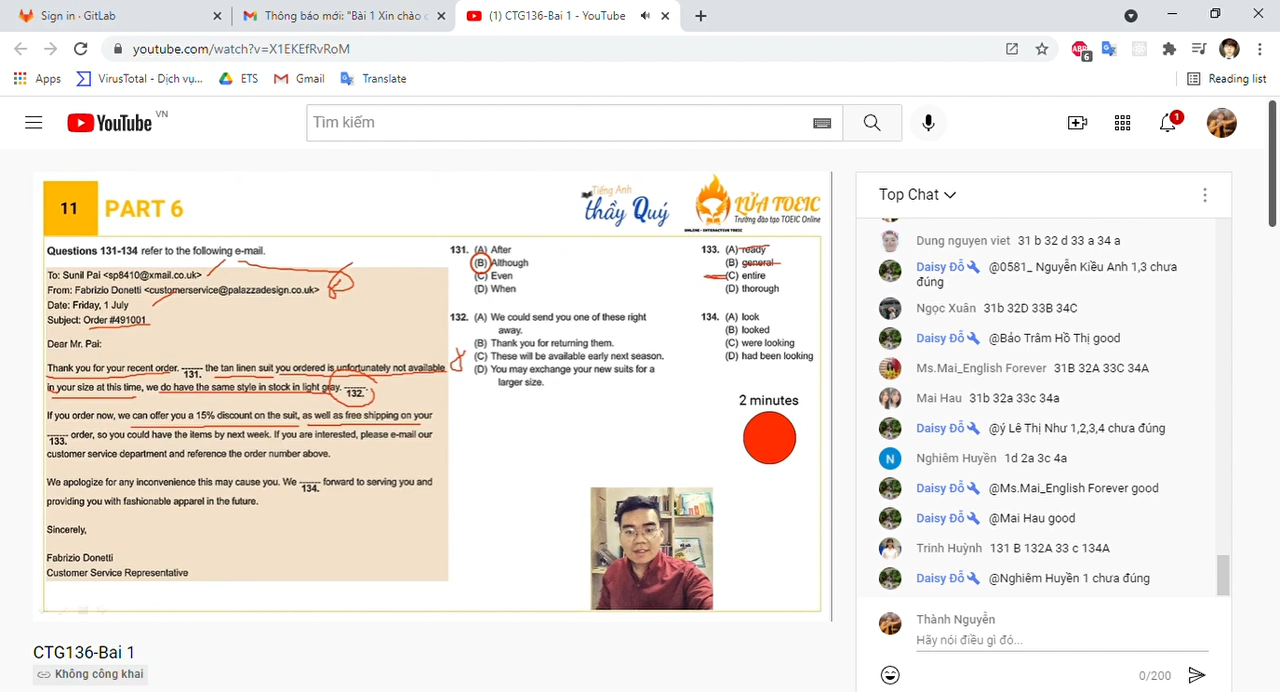 Sign in · GitLab
Thông báo mới: "Bài 1 Xin chào c
(1) CTG136-Bai 1 - YouTube
youtube.com/watch?v=X1EKEfRvRoM
6
Apps
VirusTotal - Dịch vụ...
ETS
Gmail
Translate
Reading list
YouTube VN
Tìm kiếm
1
11
PART 6
Tiếng Anh
thầy Quý
LỬA TOEIC
Trường đào tạo TOEIC Online
ONLINE - INTERACTIVE TOEIC
Questions 131-134 refer to the following e-mail.
To: Sunil Pai <sp8410@xmail.co.uk>
From: Fabrizio Donetti <customerservice@palazzadesign.co.uk>
Date: Friday, 1 July
Subject: Order #491001
Dear Mr. Pai:
Thank you for your recent order. ------- the tan linen suit you ordered is unfortunately not available
131.
in your size at this time, we do have the same style in stock in light gray. -------
132.
If you order now, we can offer you a 15% discount on the suit, as well as free shipping on your
------- order, so you could have the items by next week. If you are interested, please e-mail our
133.
customer service department and reference the order number above.
We apologize for any inconvenience this may cause you. We ------- forward to serving you and
134.
providing you with fashionable apparel in the future.
Sincerely,
Fabrizio Donetti
Customer Service Representative
131. (A) After
(B) Although
(C) Even
(D) When
132. (A) We could send you one of these right
away.
(B) Thank you for returning them.
(C) These will be available early next season.
(D) You may exchange your new suits for a
larger size.
133. (A) ready
(B) general
(C) entire
(D) thorough
134. (A) look
(B) looked
(C) were looking
(D) had been looking
2 minutes
CTG136-Bai 1
Không công khai
Top Chat
Dung nguyen viet 31 b 32 d 33 a 34 a
Daisy Đỗ @0581_ Nguyễn Kiều Anh 1,3 chưa
đúng
Ngọc Xuân 31b 32D 33B 34C
Daisy Đỗ @Bảo Trâm Hồ Thị good
Ms.Mai_English Forever 31B 32A 33C 34A
Mai Hau 31b 32a 33c 34a
Daisy Đỗ @ý Lê Thị Như 1,2,3,4 chưa đúng
N
Nghiêm Huyền 1d 2a 3c 4a
Daisy Đỗ @Ms.Mai_English Forever good
Daisy Đỗ @Mai Hau good
Trinh Huỳnh 131 B 132A 33 c 134A
Daisy Đỗ @Nghiêm Huyền 1 chưa đúng
Thành Nguyễn
Hãy nói điều gì đó...
0/200